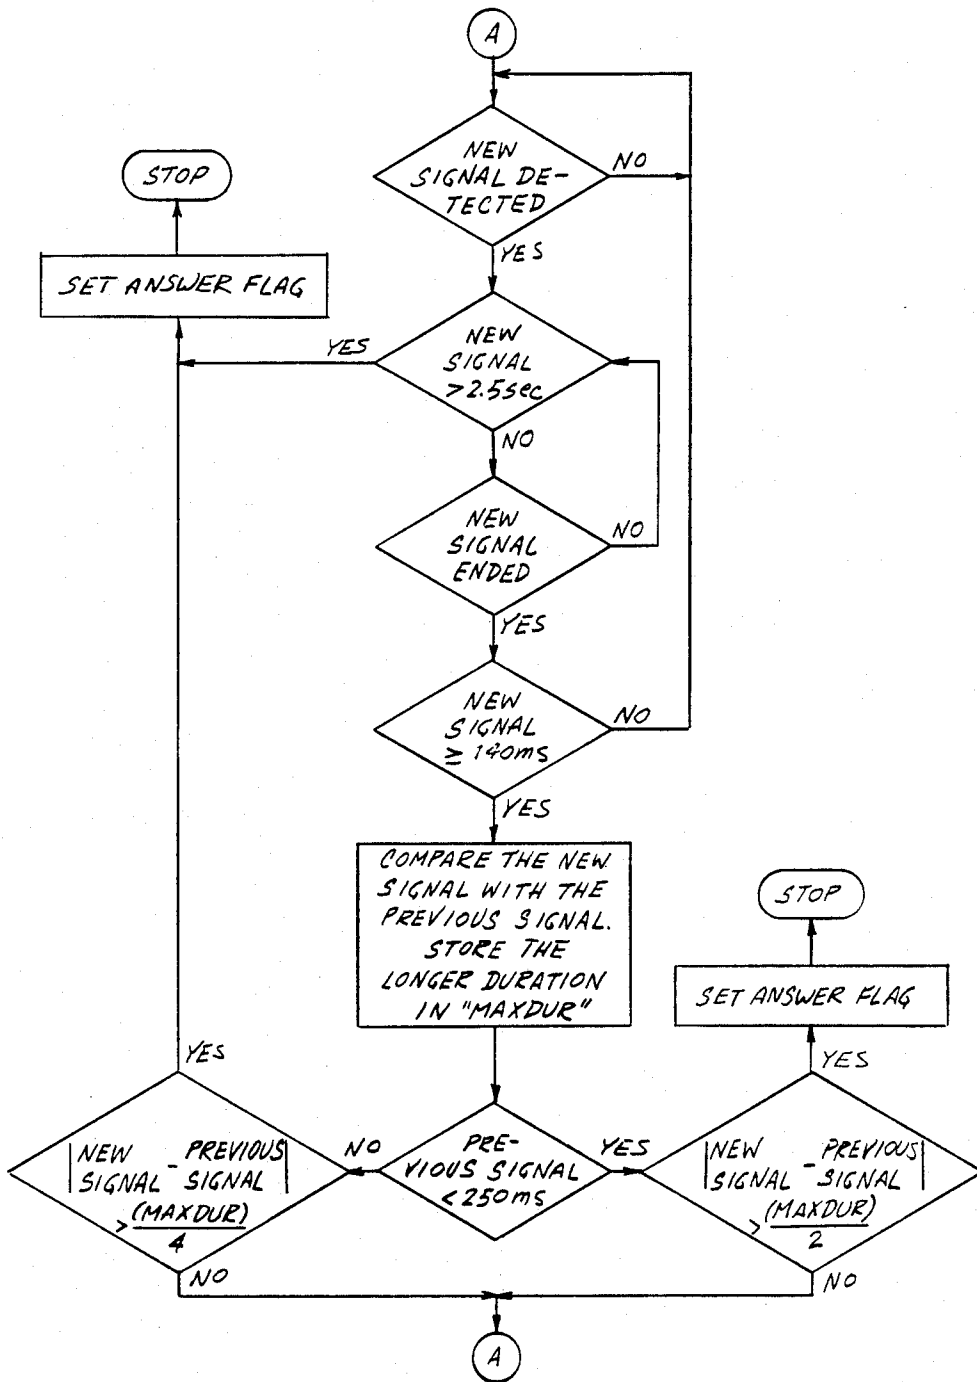 A
NEW
SIGNAL DE-
TECTED
NO
YES
STOP
SET ANSWER FLAG
NEW
SIGNAL
>2.5sec
YES
NO
NEW
SIGNAL
ENDED
NO
YES
NEW
SIGNAL
≥ 140ms
NO
YES
COMPARE THE NEW
SIGNAL WITH THE
PREVIOUS SIGNAL.
STORE THE
LONGER DURATION
IN "MAXDUR"
STOP
SET ANSWER FLAG
YES
YES
|NEW SIGNAL - PREVIOUS SIGNAL|
> (MAXDUR)
4
NO
NO
PRE-
VIOUS SIGNAL
<250ms
YES
|NEW SIGNAL - PREVIOUS SIGNAL|
> (MAXDUR)
2
NO
A